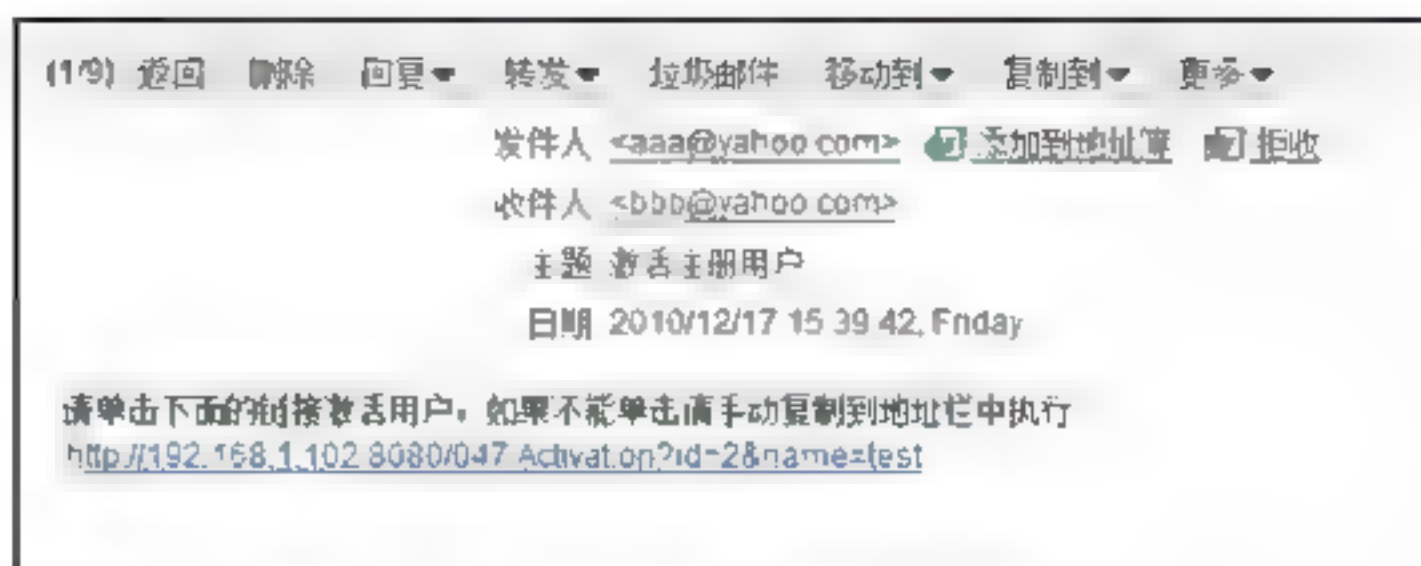 (1/9) 返回 删除 回复 转发 垃圾邮件 移动到 复制到 更多
发件人 <aaa@yahoo.com> 添加到地址簿 拒收
收件人 <bbb@yahoo.com>
主题 激活注册用户
日期 2010/12/17 15:39:42, Friday
请单击下面的链接激活用户，如果不能单击请手动复制到地址栏中执行
http://192.168.1.102:8080/047/Activation?id=2&name=test